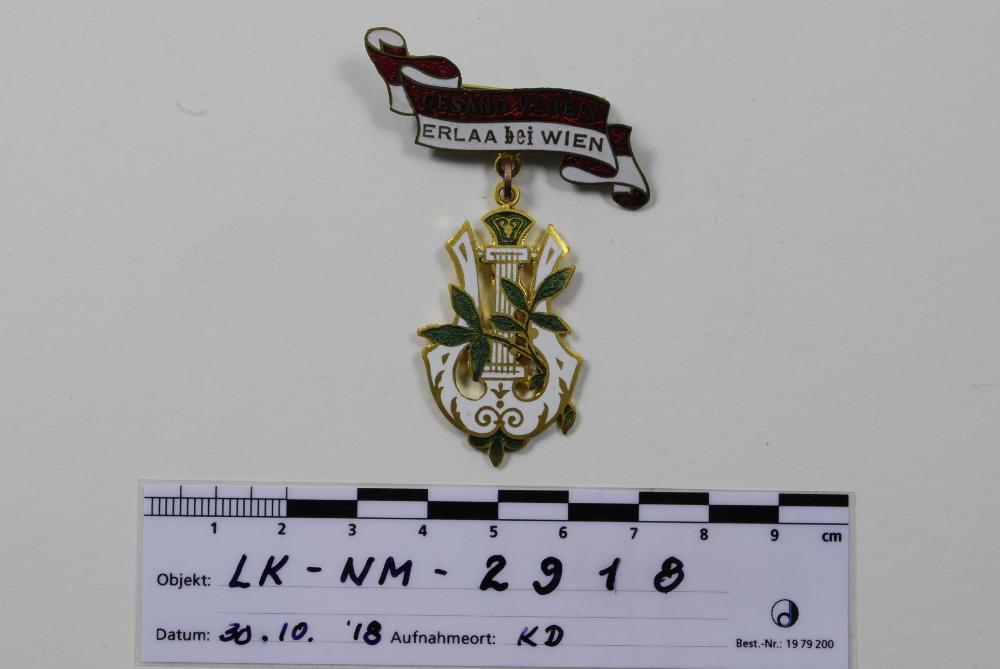 GESANG VEREIN
ERLAA bei WIEN
1 2 3 4 5 6 7 8 9 cm
Objekt: LK-NM-2918
Datum: 30.10. '18 Aufnahmeort: KD
Best.-Nr.: 19 79 200